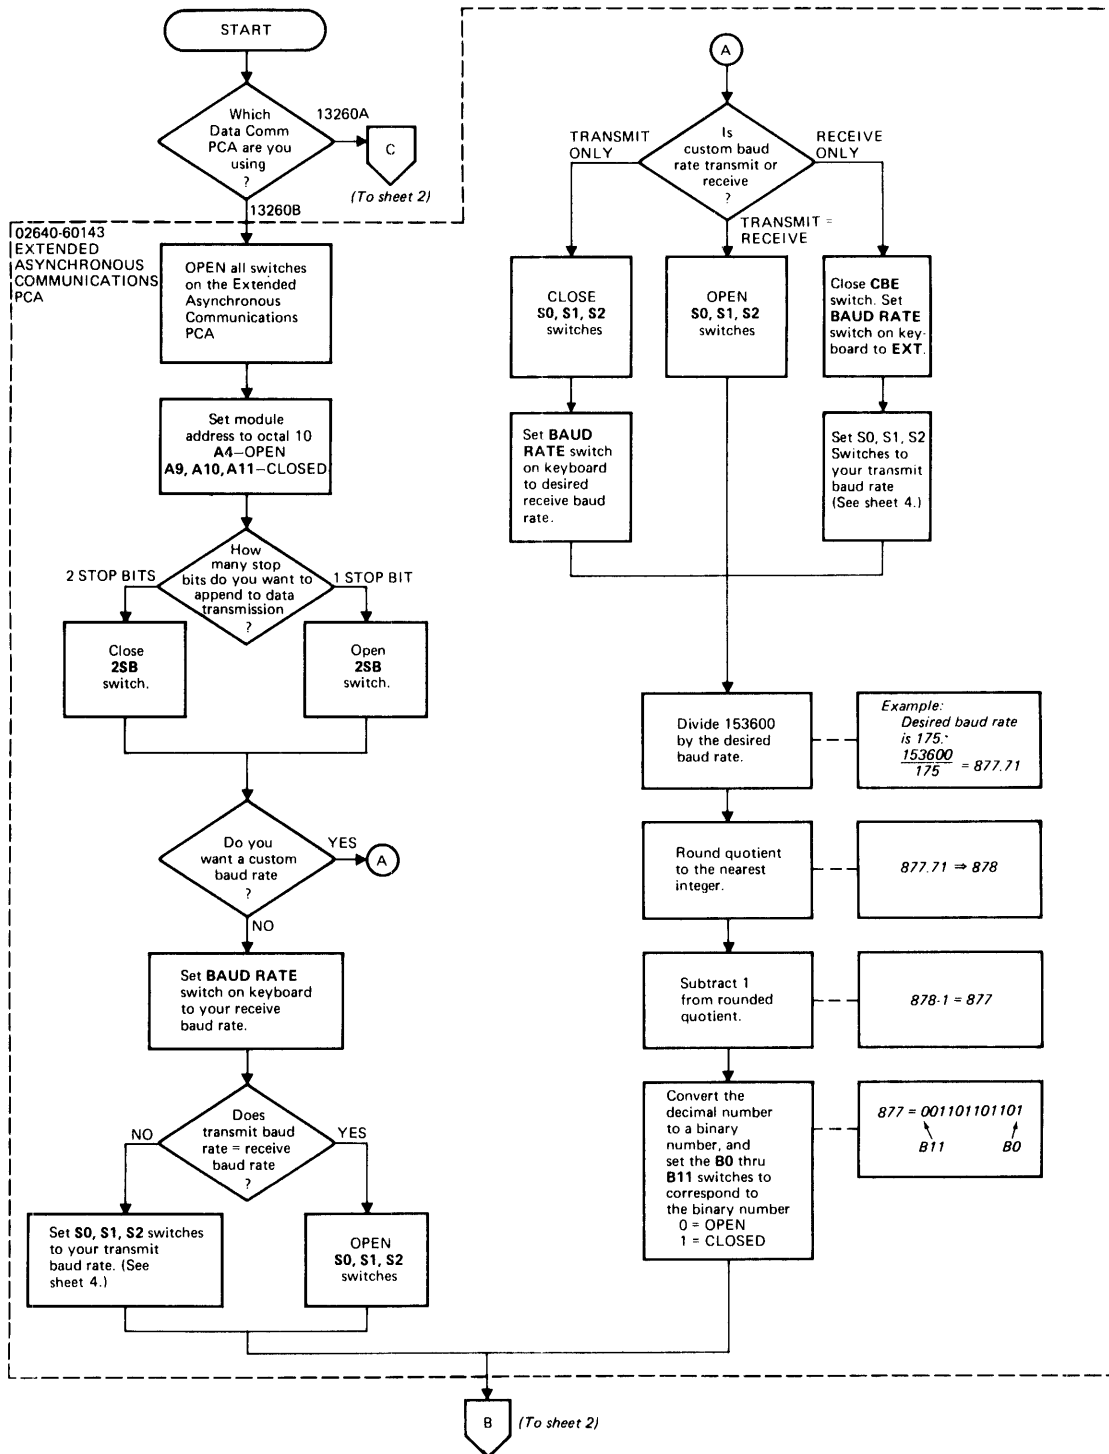 START
Which
Data Comm
PCA are you
using
?
13260A
C
(To sheet 2)
13260B
02640-60143
EXTENDED
ASYNCHRONOUS
COMMUNICATIONS
PCA
OPEN all switches
on the Extended
Asynchronous
Communications
PCA
Set module
address to octal 10
A4—OPEN
A9, A10, A11—CLOSED
How
many stop
bits do you want to
append to data
transmission
?
2 STOP BITS
1 STOP BIT
Close
2SB
switch.
Open
2SB
switch.
Do you
want a custom
baud rate
?
YES
A
NO
Set BAUD RATE
switch on keyboard
to your receive
baud rate.
Does
transmit baud
rate = receive
baud rate
?
NO
YES
Set S0, S1, S2 switches
to your transmit
baud rate. (See
sheet 4.)
OPEN
S0, S1, S2
switches
A
Is
custom baud
rate transmit or
receive
?
TRANSMIT
ONLY
RECEIVE
ONLY
TRANSMIT =
RECEIVE
CLOSE
S0, S1, S2
switches
OPEN
S0, S1, S2
switches
Close CBE
switch. Set
BAUD RATE
switch on key-
board to EXT.
Set BAUD
RATE switch
on keyboard
to desired
receive baud
rate.
Set S0, S1, S2
Switches to
your transmit
baud rate
(See sheet 4.)
Divide 153600
by the desired
baud rate.
Example:
Desired baud rate
is 175.
153600
175
= 877.71
Round quotient
to the nearest
integer.
877.71 ⇒ 878
Subtract 1
from rounded
quotient.
878-1 = 877
Convert the
decimal number
to a binary
number, and
set the B0 thru
B11 switches to
correspond to
the binary number
0 = OPEN
1 = CLOSED
877 = 001101101101
B11 B0
B
(To sheet 2)